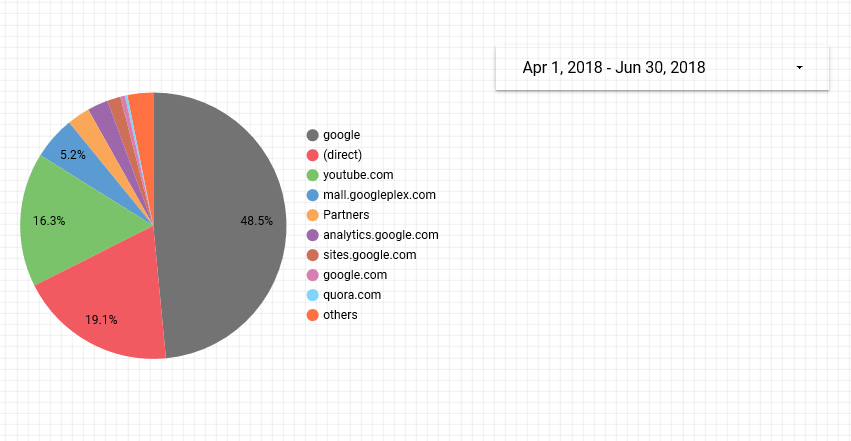 Apr 1, 2018 - Jun 30, 2018
google
(direct)
youtube.com
mall.googleplex.com
Partners
analytics.google.com
sites.google.com
google.com
quora.com
others
5.2%
16.3%
48.5%
19.1%